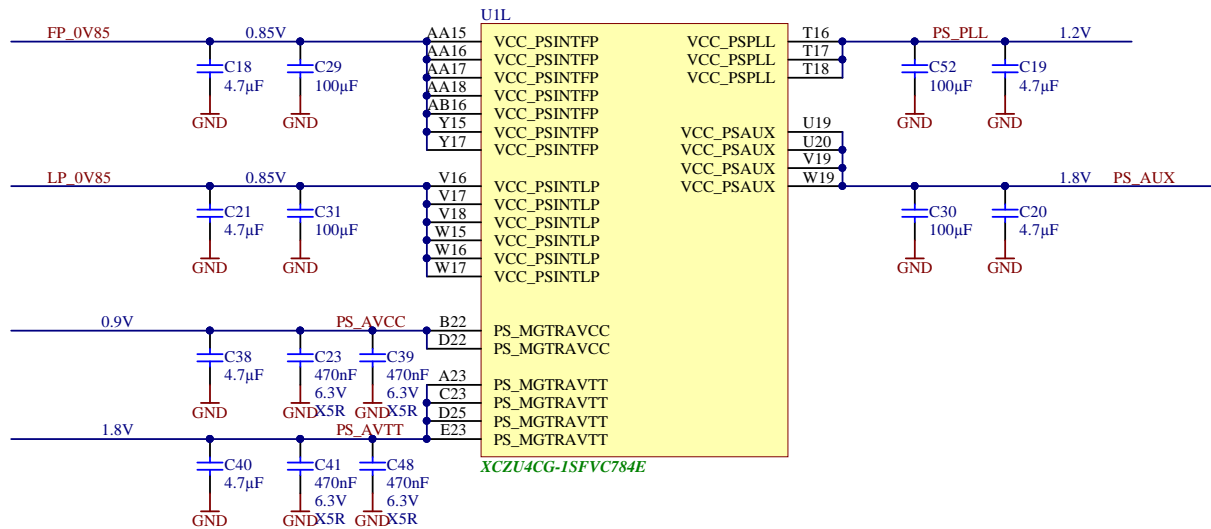 U1L
FP_0V85
0.85V
C18
4.7µF
GND
C29
100µF
GND
AA15
AA16
AA17
AA18
AB16
Y15
Y17
VCC_PSINTFP
VCC_PSINTFP
VCC_PSINTFP
VCC_PSINTFP
VCC_PSINTFP
VCC_PSINTFP
VCC_PSINTFP
LP_0V85
0.85V
C21
4.7µF
GND
C31
100µF
GND
V16
V17
V18
W15
W16
W17
VCC_PSINTLP
VCC_PSINTLP
VCC_PSINTLP
VCC_PSINTLP
VCC_PSINTLP
VCC_PSINTLP
0.9V
PS_AVCC
C38
4.7µF
GND
C23
470nF
6.3V
X5R
GND
C39
470nF
6.3V
X5R
GND
B22
D22
PS_MGTRAVCC
PS_MGTRAVCC
1.8V
PS_AVTT
C40
4.7µF
GND
C41
470nF
6.3V
X5R
GND
C48
470nF
6.3V
X5R
GND
A23
C23
D25
E23
PS_MGTRAVTT
PS_MGTRAVTT
PS_MGTRAVTT
PS_MGTRAVTT
VCC_PSPLL
VCC_PSPLL
VCC_PSPLL
T16
T17
T18
PS_PLL
1.2V
C52
100µF
GND
C19
4.7µF
GND
VCC_PSAUX
VCC_PSAUX
VCC_PSAUX
VCC_PSAUX
U19
U20
V19
W19
1.8V
PS_AUX
C30
100µF
GND
C20
4.7µF
GND
XCZU4CG-1SFVC784E